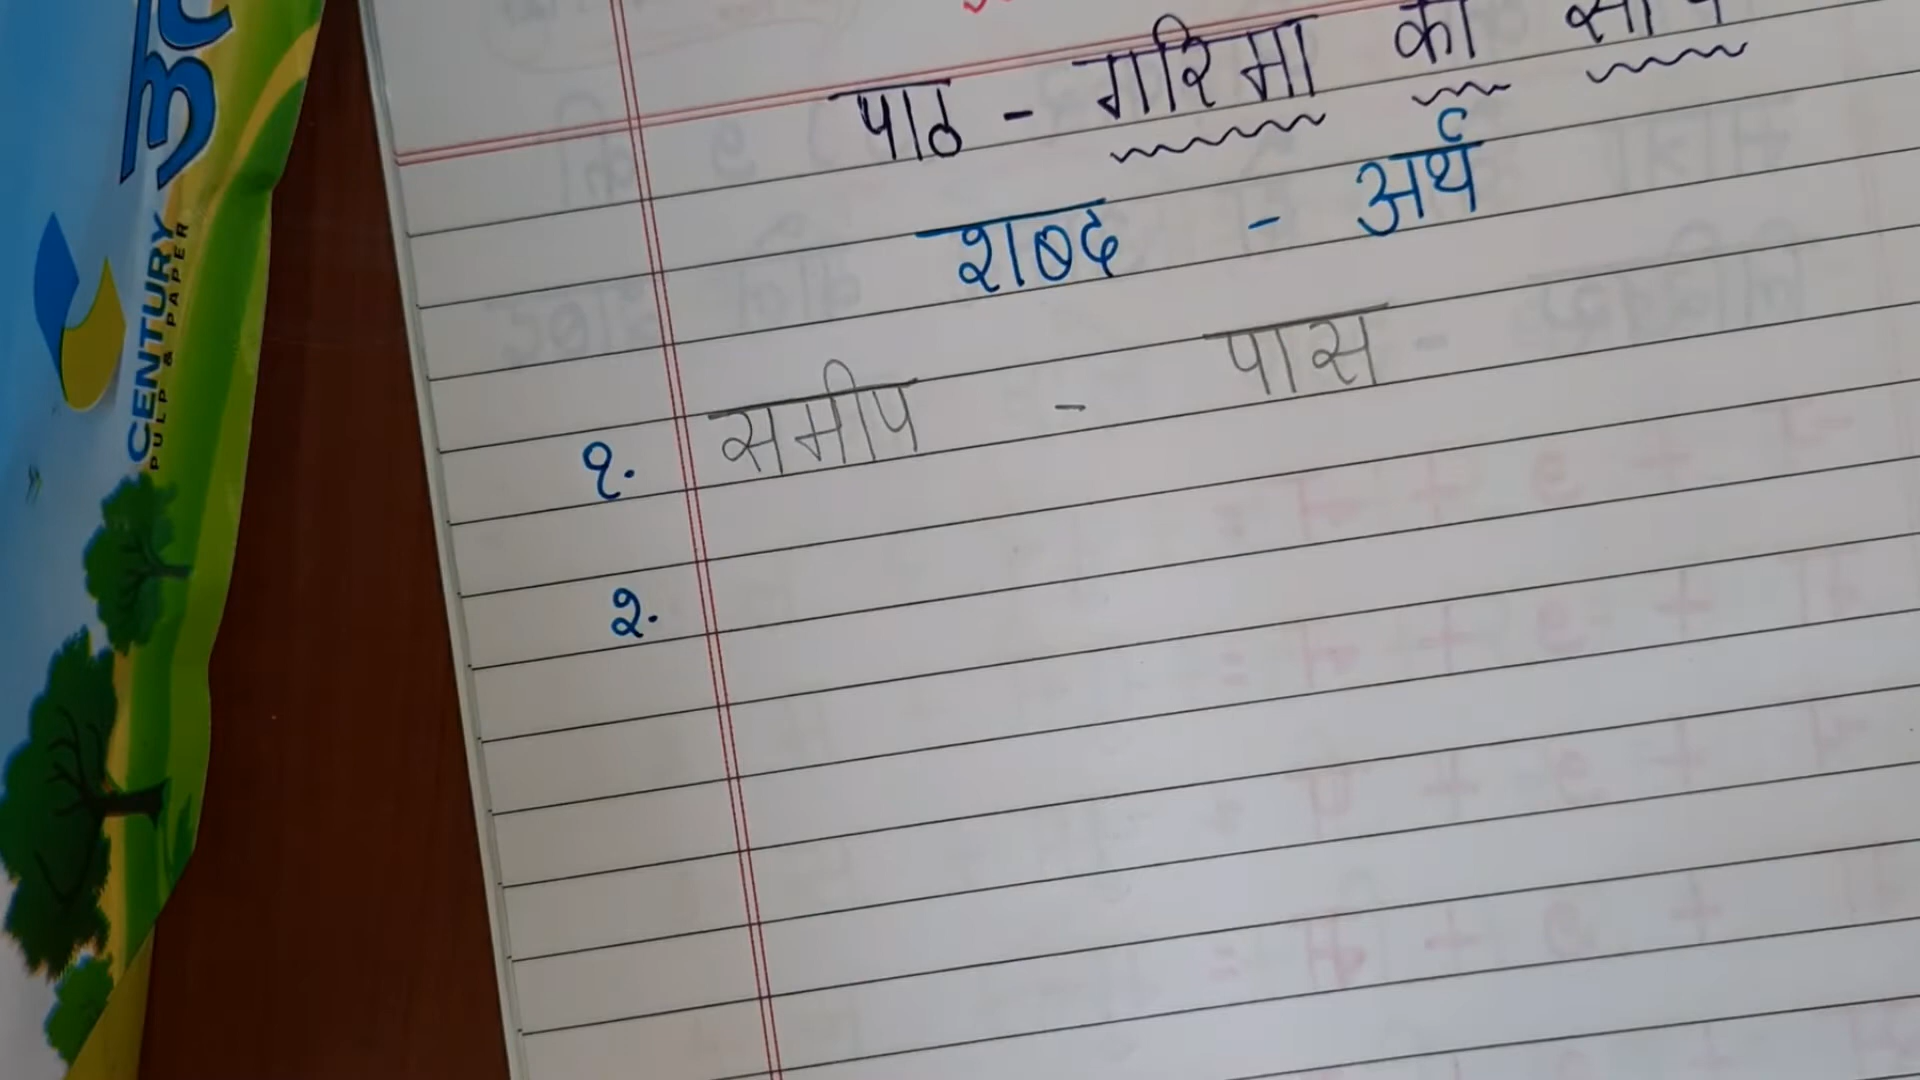 पाठ - गरिमा की
शब्द - अर्थ
१. समीप - पास
२.
CENTURY
PULP & PAPER